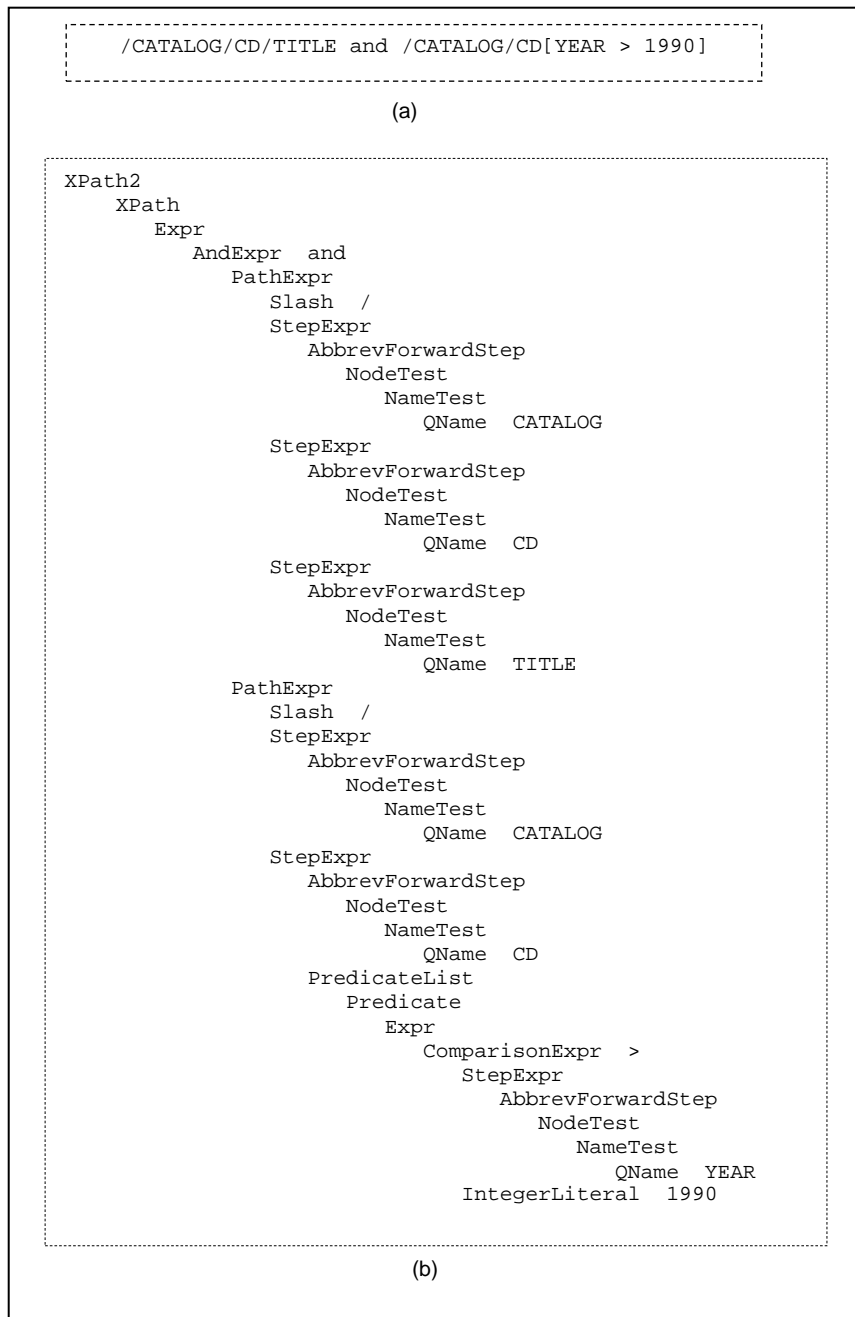 /CATALOG/CD/TITLE and /CATALOG/CD[YEAR > 1990]
(a)
XPath2
XPath
Expr
AndExpr and
PathExpr
Slash /
StepExpr
AbbrevForwardStep
NodeTest
NameTest
QName CATALOG
StepExpr
AbbrevForwardStep
NodeTest
NameTest
QName CD
StepExpr
AbbrevForwardStep
NodeTest
NameTest
QName TITLE
PathExpr
Slash /
StepExpr
AbbrevForwardStep
NodeTest
NameTest
QName CATALOG
StepExpr
AbbrevForwardStep
NodeTest
NameTest
QName CD
PredicateList
Predicate
Expr
ComparisonExpr >
StepExpr
AbbrevForwardStep
NodeTest
NameTest
QName YEAR
IntegerLiteral 1990
(b)